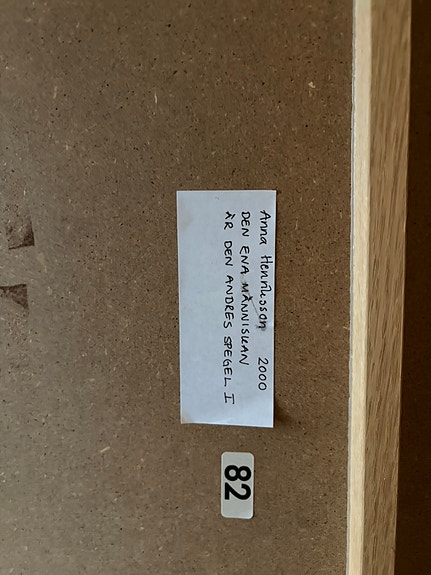 Anna Henriksson 2000
DEN ENA MÄNNISKAN
ÄR DEN ANDRES SPEGEL I
82